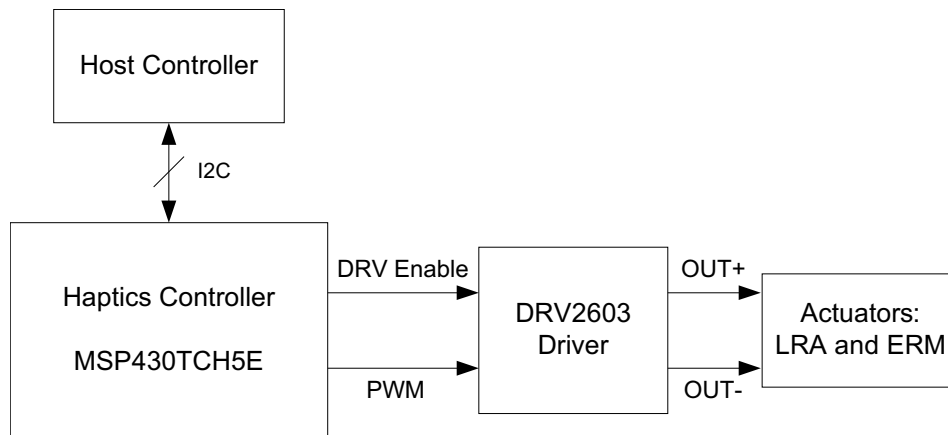 Host Controller
I2C
Haptics Controller
MSP430TCH5E
DRV Enable
PWM
DRV2603
Driver
OUT+
OUT-
Actuators:
LRA and ERM